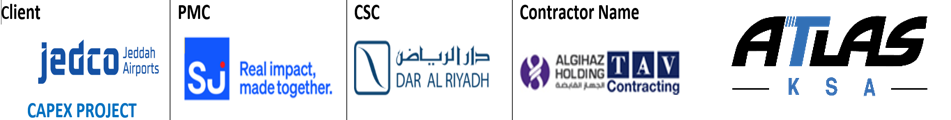 Client
jedco Jeddah Airports
CAPEX PROJECT
PMC
SJ Real impact, made together.
CSC
دار الرياض
DAR AL RIYADH
Contractor Name
ALGIHAZ
HOLDING
الجهاز القابضة
TAV
Contracting
ATLAS
K S A